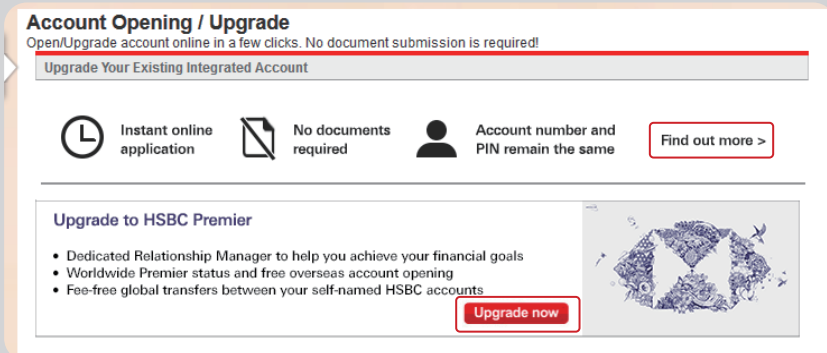 Account Opening / Upgrade
Open/Upgrade account online in a few clicks. No document submission is required!
Upgrade Your Existing Integrated Account
Instant online
application
No documents
required
Account number and
PIN remain the same
Find out more >
Upgrade to HSBC Premier
• Dedicated Relationship Manager to help you achieve your financial goals
• Worldwide Premier status and free overseas account opening
• Fee-free global transfers between your self-named HSBC accounts
Upgrade now